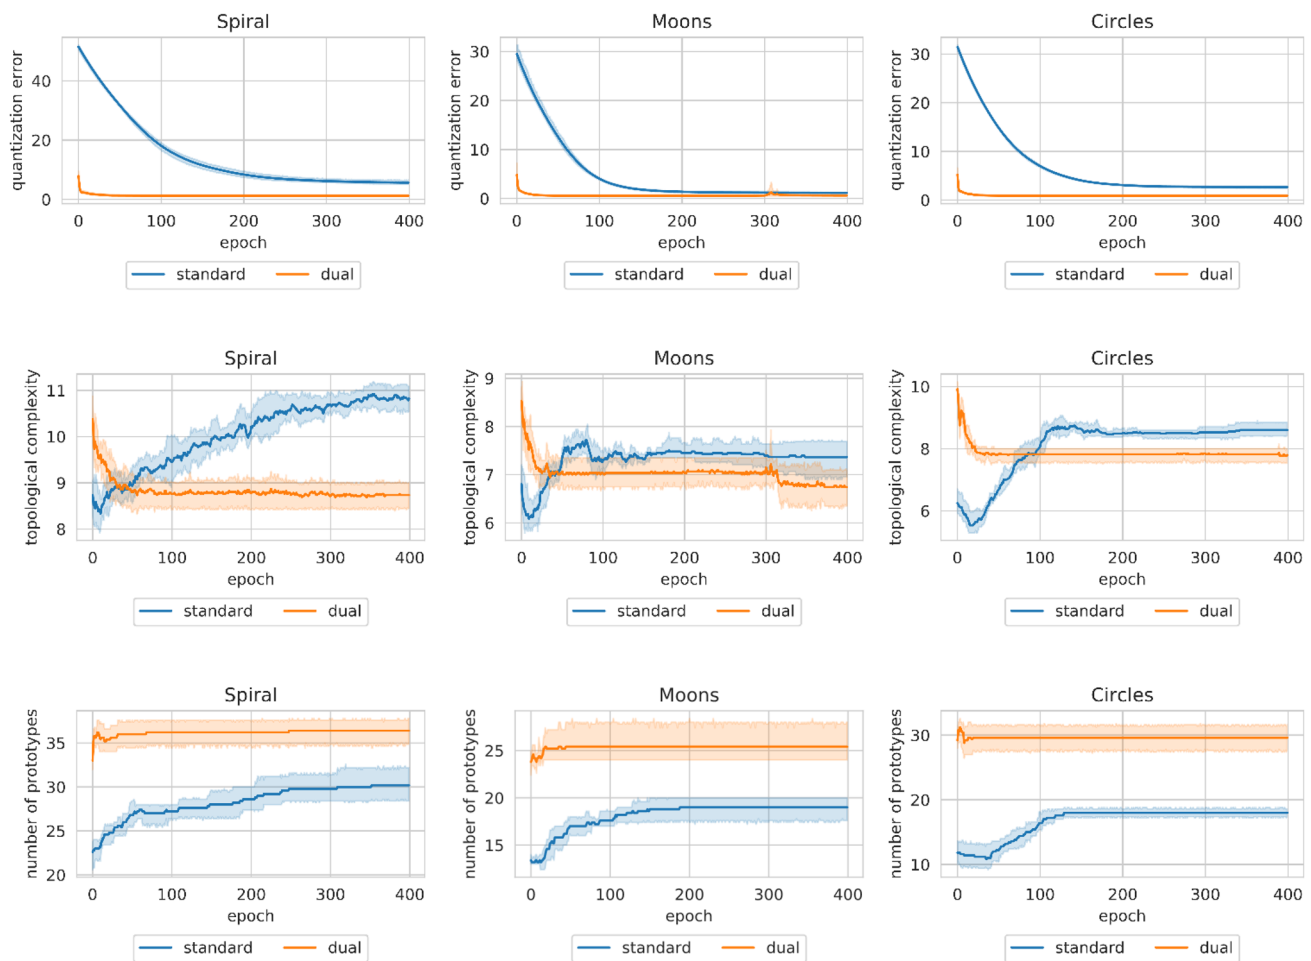 Spiral
Moons
Circles
quantization error
40
20
0
0 100 200 300 400
epoch
standard dual
quantization error
30
20
10
0
0 100 200 300 400
epoch
standard dual
quantization error
30
20
10
0
0 100 200 300 400
epoch
standard dual
Spiral
Moons
Circles
topological complexity
11
10
9
8
0 100 200 300 400
epoch
standard dual
topological complexity
9
8
7
6
0 100 200 300 400
epoch
standard dual
topological complexity
10
8
6
0 100 200 300 400
epoch
standard dual
Spiral
Moons
Circles
number of prototypes
35
30
25
20
0 100 200 300 400
epoch
standard dual
number of prototypes
25
20
15
0 100 200 300 400
epoch
standard dual
number of prototypes
30
20
10
0 100 200 300 400
epoch
standard dual